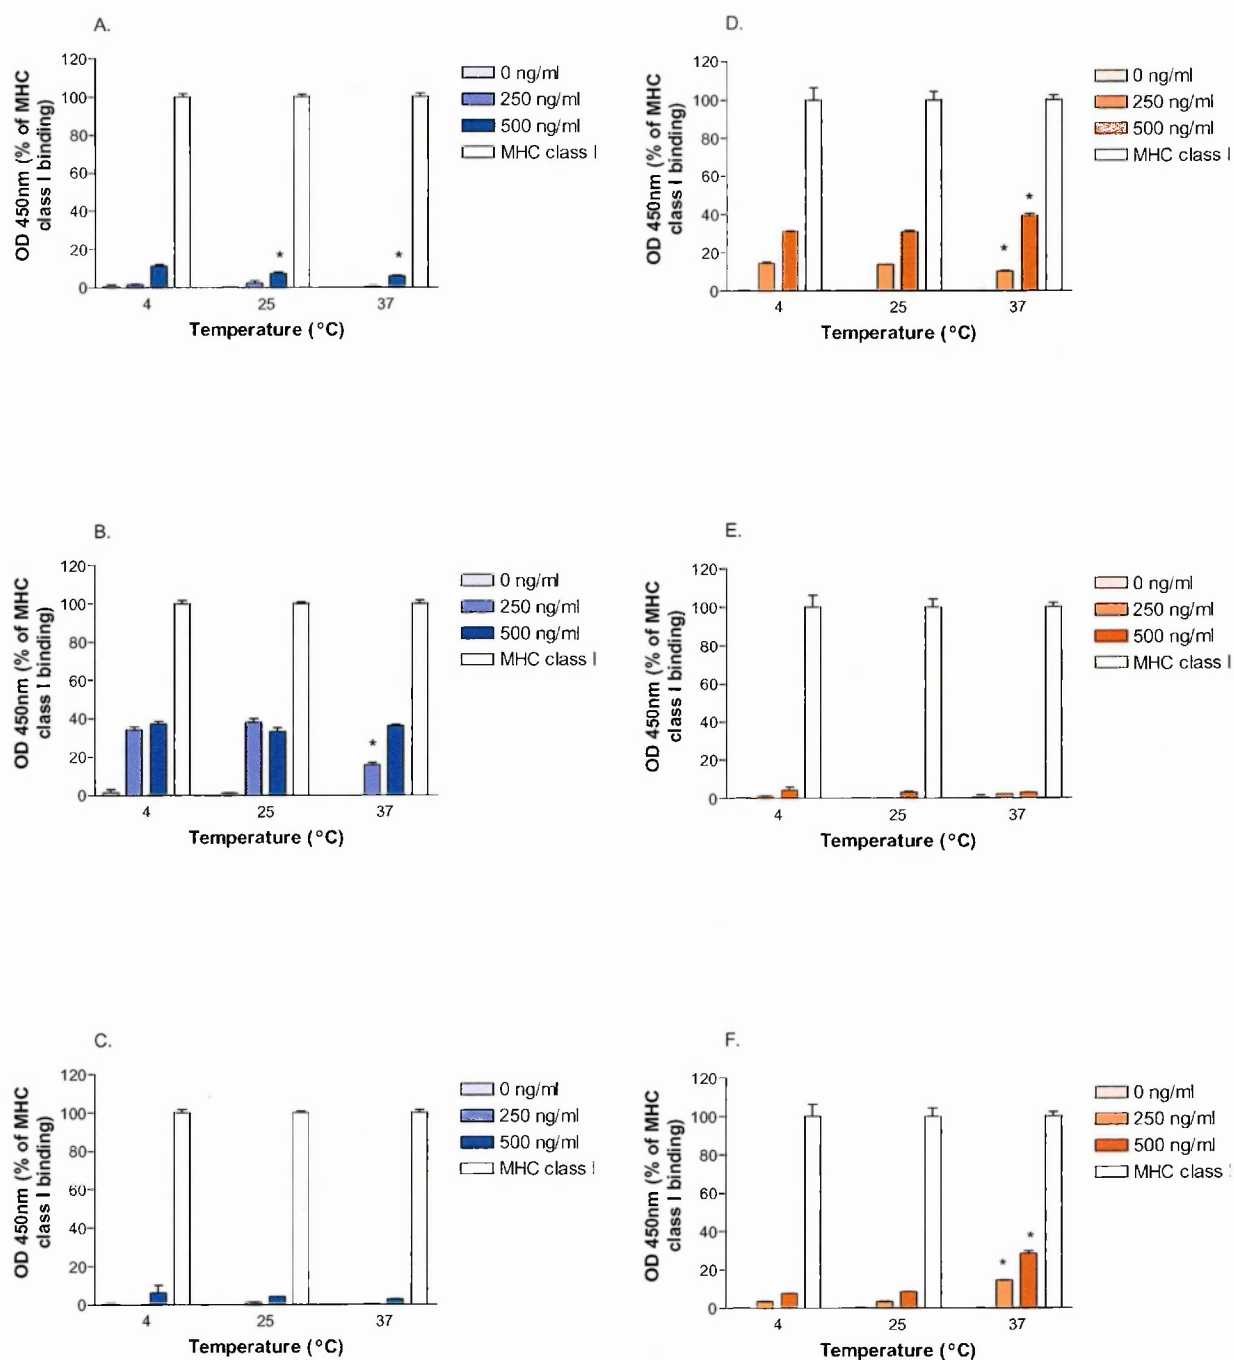 A.
OD 450nm (% of MHC
class I binding)
120
100
80
60
40
20
0
*
*
4
25
37
Temperature (°C)
0 ng/ml
250 ng/ml
500 ng/ml
MHC class I
D.
OD 450nm (% of MHC
class I binding)
120
100
80
60
40
20
0
*
*
4
25
37
Temperature (°C)
0 ng/ml
250 ng/ml
500 ng/ml
MHC class I
B.
OD 450nm (% of MHC
class I binding)
120
100
80
60
40
20
0
*
4
25
37
Temperature (°C)
0 ng/ml
250 ng/ml
500 ng/ml
MHC class I
E.
OD 450nm (% of MHC
class I binding)
120
100
80
60
40
20
0
4
25
37
Temperature (°C)
0 ng/ml
250 ng/ml
500 ng/ml
MHC class I
C.
OD 450nm (% of MHC
class I binding)
120
100
80
60
40
20
0
4
25
37
Temperature (°C)
0 ng/ml
250 ng/ml
500 ng/ml
MHC class I
F.
OD 450nm (% of MHC
class I binding)
120
100
80
60
40
20
0
*
*
4
25
37
Temperature (°C)
0 ng/ml
250 ng/ml
500 ng/ml
MHC class